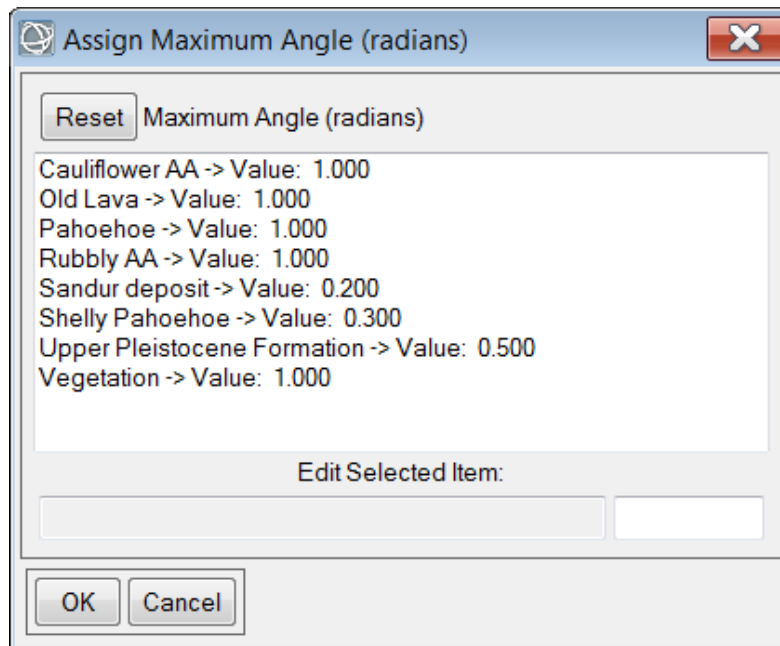 Assign Maximum Angle (radians)
Reset Maximum Angle (radians)
Cauliflower AA -> Value: 1.000
Old Lava -> Value: 1.000
Pahoehoe -> Value: 1.000
Rubbly AA -> Value: 1.000
Sandur deposit -> Value: 0.200
Shelly Pahoehoe -> Value: 0.300
Upper Pleistocene Formation -> Value: 0.500
Vegetation -> Value: 1.000
Edit Selected Item:
OK Cancel